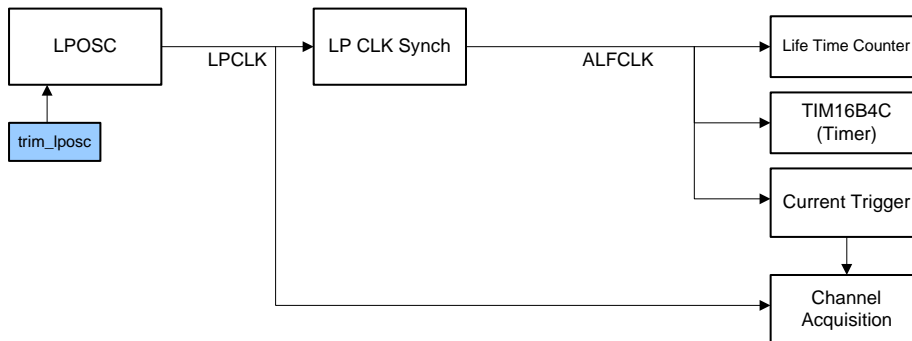 LPOSC
LPCLK
LP CLK Synch
ALFCLK
Life Time Counter
trim_lposc
TIM16B4C
(Timer)
Current Trigger
Channel
Acquisition